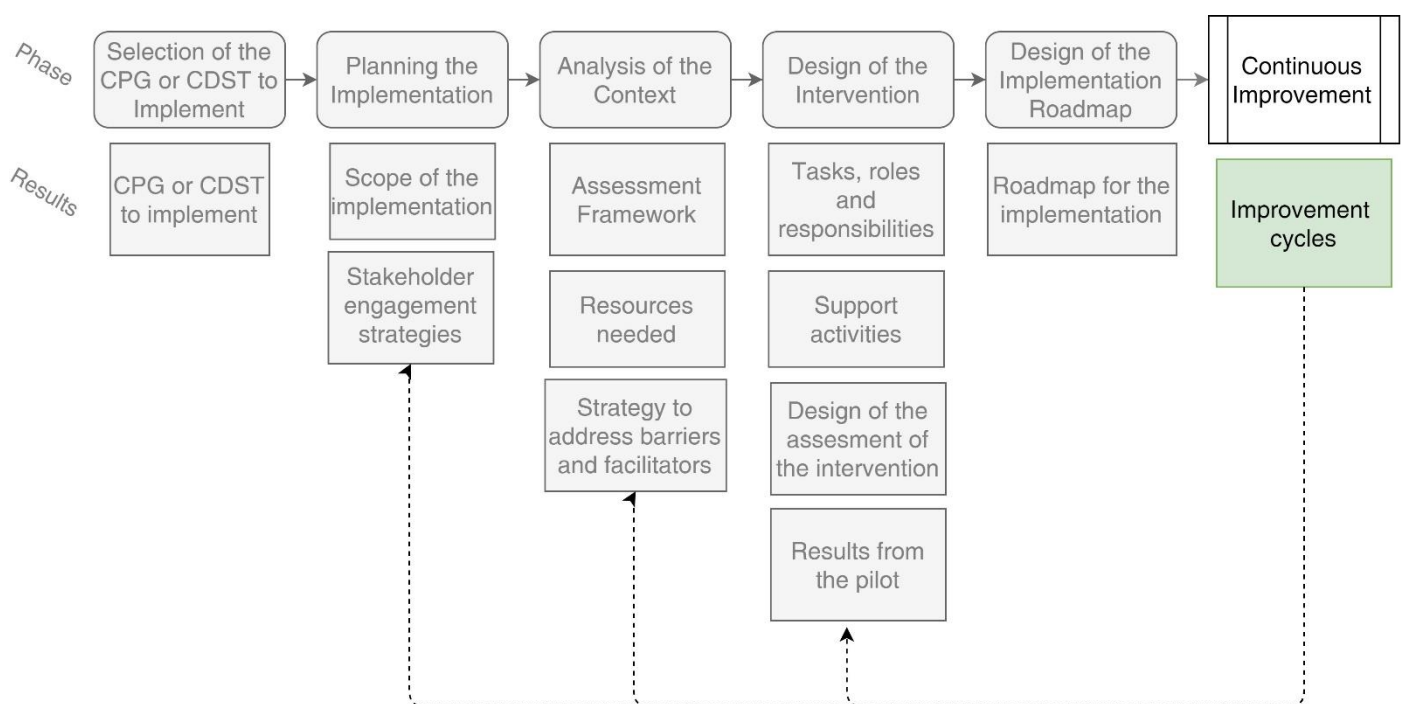 Phase
Selection of the
CPG or CDST to
Implement
Planning the
Implementation
Analysis of the
Context
Design of the
Intervention
Design of the
Implementation
Roadmap
Continuous
Improvement
Results
CPG or CDST
to implement
Scope of the
implementation
Stakeholder
engagement
strategies
Assessment
Framework
Resources
needed
Strategy to
address barriers
and facilitators
Tasks, roles
and
responsibilities
Support
activities
Design of the
assesment of
the intervention
Results from
the pilot
Roadmap for the
implementation
Improvement
cycles